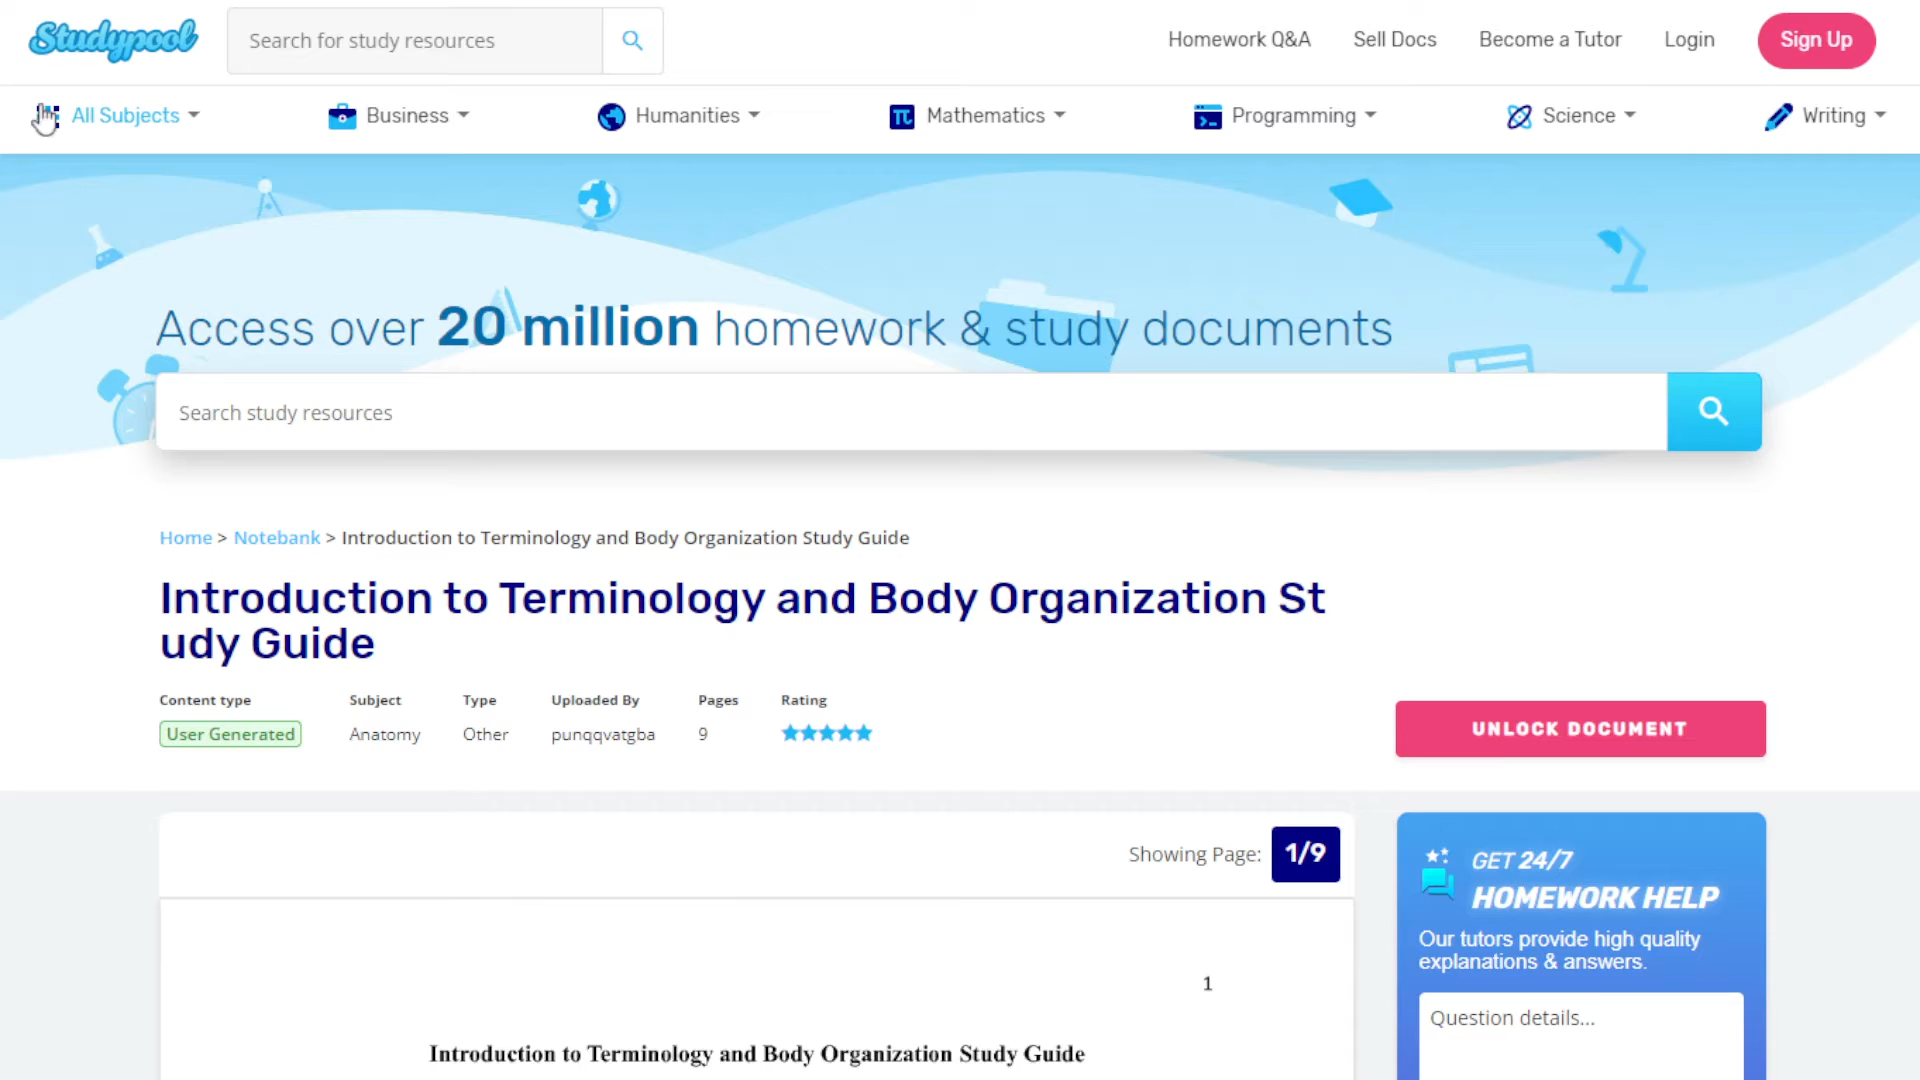 Studypool
Search for study resources
Homework Q&A
Sell Docs
Become a Tutor
Login
Sign Up
All Subjects
Business
Humanities
Mathematics
Programming
Science
Writing
Access over 20 million homework & study documents
Search study resources
Home > Notebank > Introduction to Terminology and Body Organization Study Guide
Introduction to Terminology and Body Organization St
udy Guide
Content type
Subject
Type
Uploaded By
Pages
Rating
User Generated
Anatomy
Other
punqqvatgba
9
UNLOCK DOCUMENT
Showing Page:
1/9
GET 24/7
HOMEWORK HELP
Our tutors provide high quality
explanations & answers.
Question details...
1
Introduction to Terminology and Body Organization Study Guide